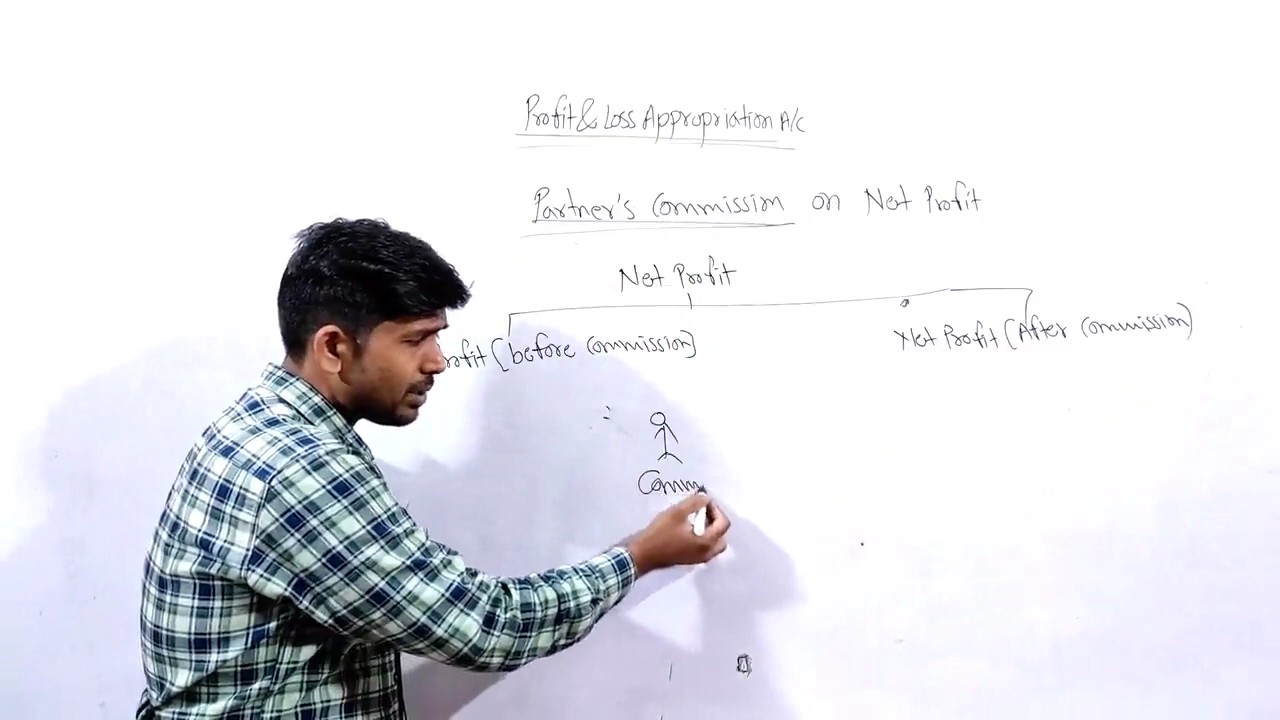 Profit & Loss Appropriation A/c
Partner's Commission on Net Profit
Net Profit
rofit (before commission)
Net Profit (After commission)
Comm